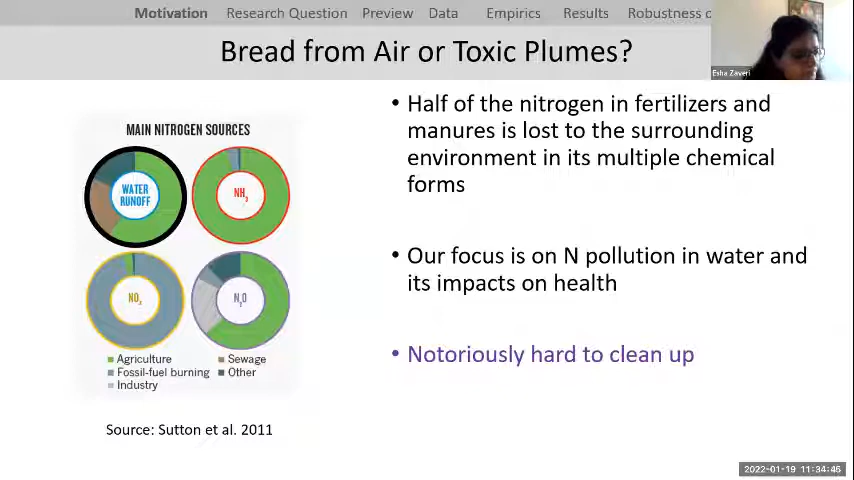 Motivation Research Question Preview Data Empirics Results Robustness
Bread from Air or Toxic Plumes?
Esha Zaveri
MAIN NITROGEN SOURCES
WATER
RUNOFF
NH3
NOx
N2O
Agriculture
Sewage
Fossil-fuel burning
Other
Industry
Source: Sutton et al. 2011
• Half of the nitrogen in fertilizers and
manures is lost to the surrounding
environment in its multiple chemical
forms
• Our focus is on N pollution in water and
its impacts on health
• Notoriously hard to clean up
2022-01-19 11:34:45